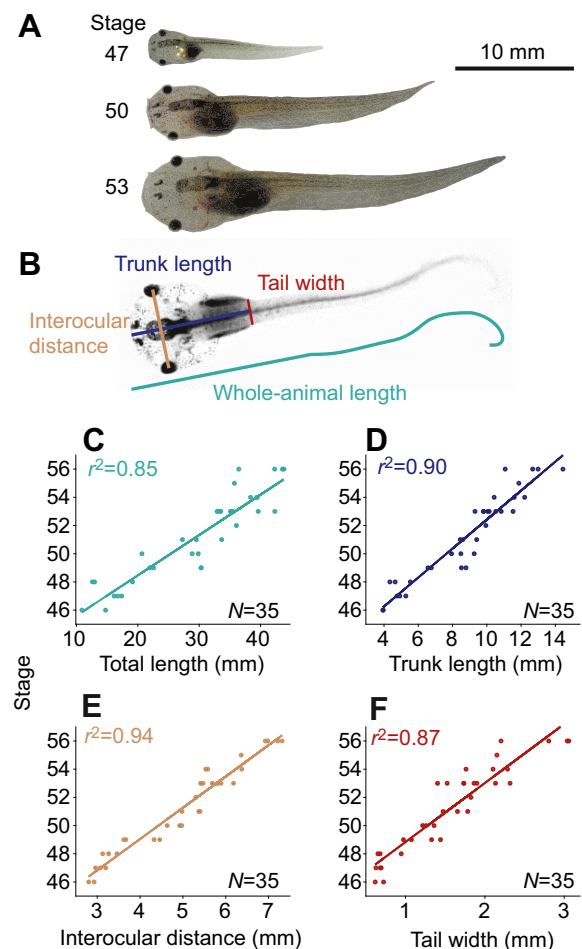 A
Stage
47
50
53
10 mm
B
Trunk length
Tail width
Interocular
distance
Whole-animal length
C
r²=0.85
56
54
52
50
48
46
10
20
30
40
N=35
Total length (mm)
D
r²=0.90
56
54
52
50
48
46
4
6
8
10
12
14
N=35
Trunk length (mm)
Stage
E
r²=0.94
56
54
52
50
48
46
3
4
5
6
7
N=35
Interocular distance (mm)
F
r²=0.87
56
54
52
50
48
46
1
2
3
N=35
Tail width (mm)